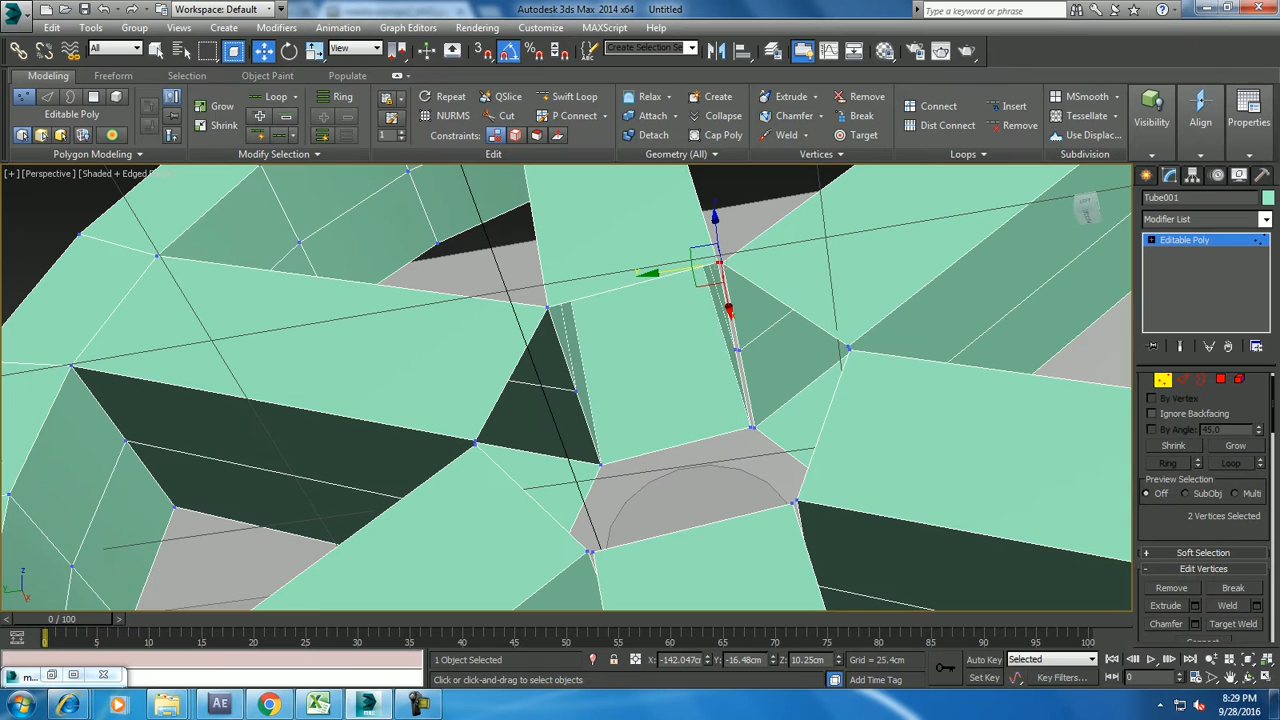 Workspace: Default
Autodesk 3ds Max 2014 x64 Untitled
Type a keyword or phrase
MAX
Edit Tools Group Views Create Modifiers Animation Graph Editors Rendering Customize MAXScript Help
All View Create Selection Se
Modeling Freeform Selection Object Paint Populate
Grow Loop Ring Repeat QSlice Swift Loop Relax Create Extrude Remove Connect Insert MSmooth
Editable Poly Shrink NURMS Cut P Connect Attach Collapse Chamfer Break Dist Connect Remove Tessellate
1 Constraints: Detach Cap Poly Weld Target Use Displac...
Visibility Align Properties
Polygon Modeling Modify Selection Edit Geometry (All) Vertices Loops Subdivision
[+] [Perspective] [Shaded + Edged
Tube001
Modifier List
Editable Poly
By Vertex
Ignore Backfacing
By Angle: 45.0
Shrink Grow
Ring Loop
Preview Selection
Off SubObj Multi
2 Vertices Selected
Soft Selection
Edit Vertices
Remove Break
Extrude Weld
Chamfer Target Weld
0 / 100
0 5 10 15 20 25 30 35 40 45 50 55 60 65 70 75 80 85 90 95 100
1 Object Selected X: -142.047cm Y: -16.48cm Z: 10.25cm Grid = 25.4cm Auto Key Selected
Click or click-and-drag to select objects Add Time Tag Set Key Key Filters... 0
m...
AE
8:29 PM
9/28/2016